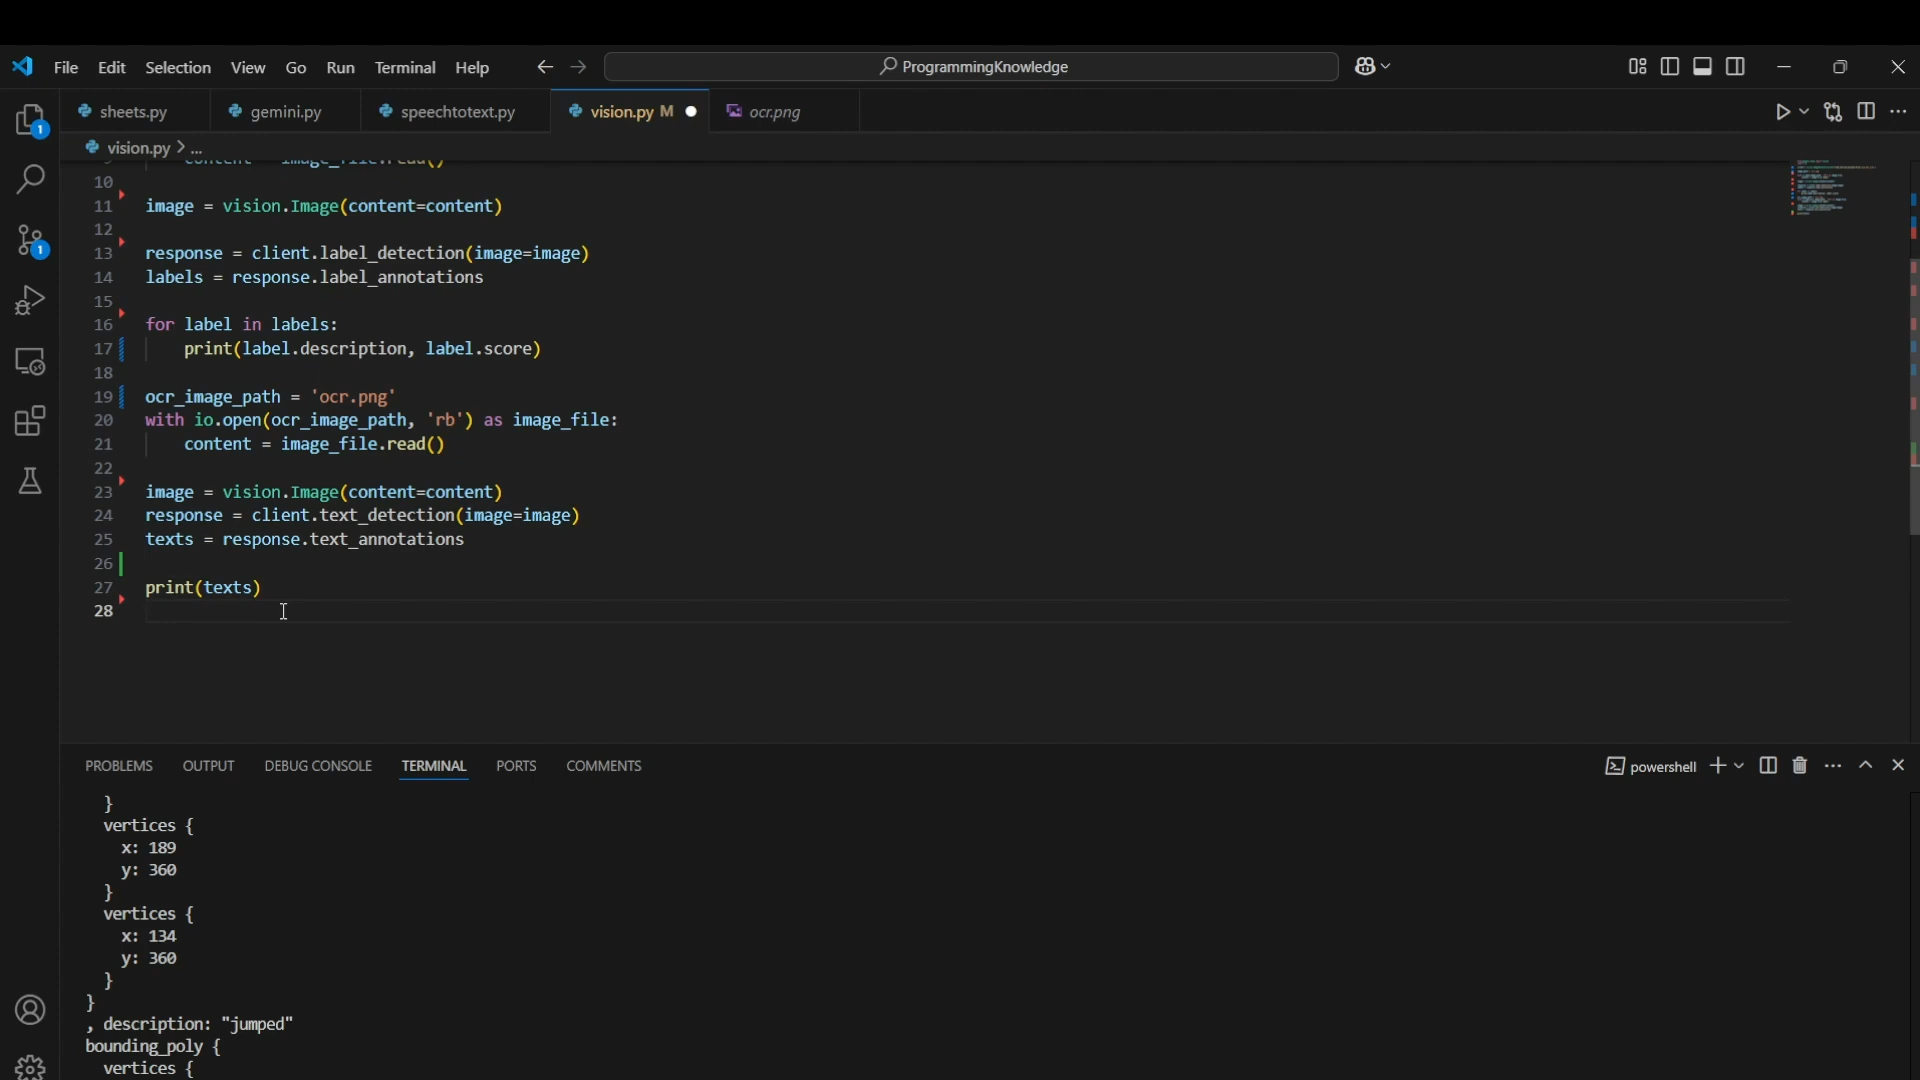 File Edit Selection View Go Run Terminal Help ProgrammingKnowledge
sheets.py gemini.py speechtotext.py vision.py M ocr.png
vision.py > ...
10
11 image = vision.Image(content=content)
12
13 response = client.label_detection(image=image)
14 labels = response.label_annotations
15
16 for label in labels:
17 print(label.description, label.score)
18
19 ocr_image_path = 'ocr.png'
20 with io.open(ocr_image_path, 'rb') as image_file:
21 content = image_file.read()
22
23 image = vision.Image(content=content)
24 response = client.text_detection(image=image)
25 texts = response.text_annotations
26
27 print(texts)
28
PROBLEMS OUTPUT DEBUG CONSOLE TERMINAL PORTS COMMENTS powershell
}
vertices {
x: 189
y: 360
}
vertices {
x: 134
y: 360
}
}
, description: "jumped"
bounding_poly {
vertices {
1
1